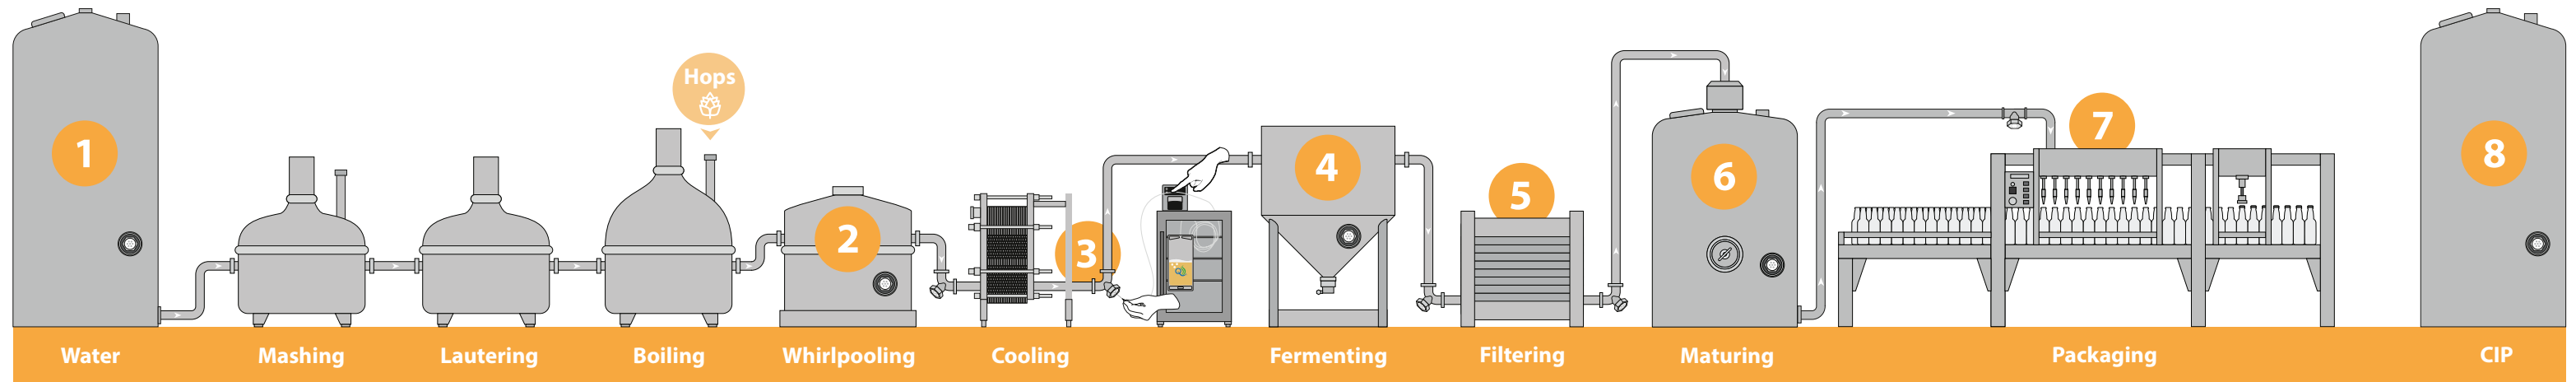 Hops
1
2
3
4
5
6
7
8
Water
Mashing
Lautering
Boiling
Whirlpooling
Cooling
Fermenting
Filtering
Maturing
Packaging
CIP